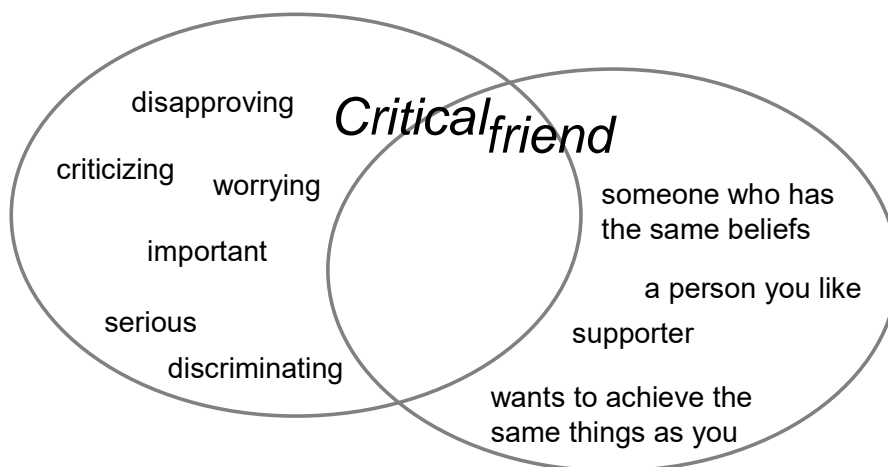 disapproving
Critical friend
criticizing
worrying
important
serious
discriminating
someone who has
the same beliefs
a person you like
supporter
wants to achieve the
same things as you